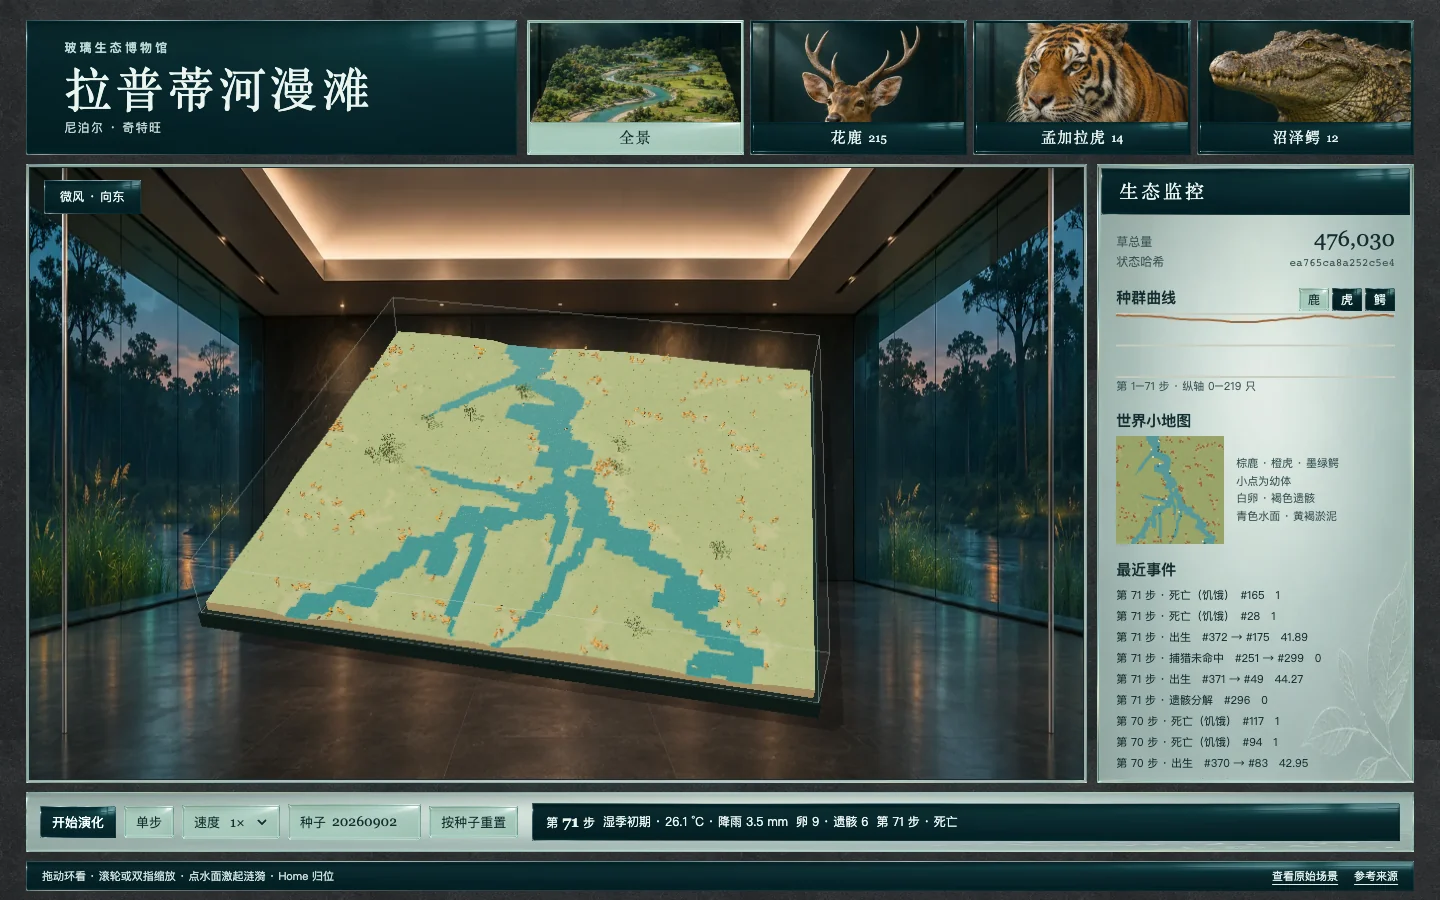 玻璃生态博物馆
拉普蒂河漫滩
尼泊尔 · 奇特旺
全景
花鹿 215
孟加拉虎 14
沼泽鳄 12
微风 · 向东
生态监控
草总量 476,030
状态哈希 ea765ca8a252c5e4
种群曲线 鹿 虎 鳄
第 1–71 步 · 纵轴 0–219 只
世界小地图
棕鹿 · 橙虎 · 墨绿鳄
小点为幼体
白卵 · 褐色遗骸
青色水面 · 黄褐淤泥
最近事件
第 71 步 · 死亡（饥饿） #165 1
第 71 步 · 死亡（饥饿） #28 1
第 71 步 · 出生 #372 → #175 41.89
第 71 步 · 捕猎未命中 #251 → #299 0
第 71 步 · 出生 #371 → #49 44.27
第 71 步 · 遗骸分解 #296 0
第 70 步 · 死亡（饥饿） #117 1
第 70 步 · 死亡（饥饿） #94 1
第 70 步 · 出生 #370 → #83 42.95
开始演化 单步 速度 1× 种子 20260902 按种子重置 第 71 步 湿季初期 · 26.1 °C · 降雨 3.5 mm 卵 9 · 遗骸 6 第 71 步 · 死亡
拖动环看 · 滚轮或双指缩放 · 点水面激起涟漪 · Home 归位 查看原始场景 参考来源